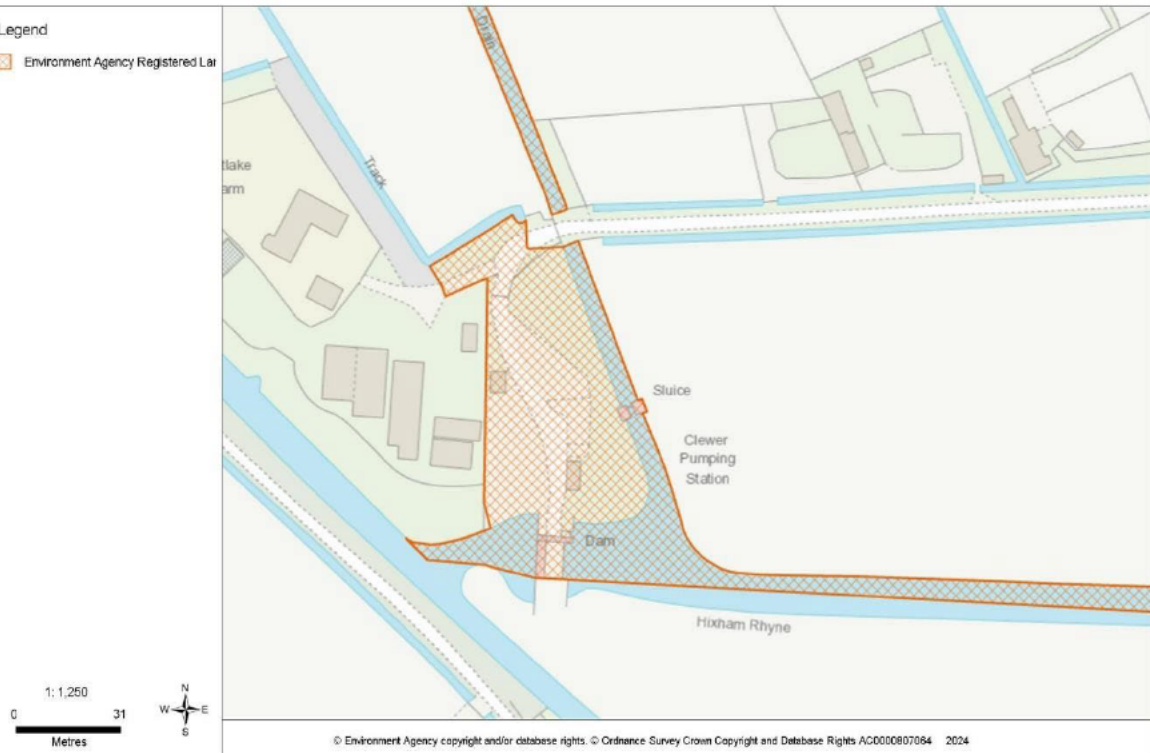 Legend
Environment Agency Registered Lar
Drain
Track
tlake
arm
Sluice
Clewer
Pumping
Station
Dam
Hixham Rhyne
1: 1,250
0 31
Metres
N
W E
S
© Environment Agency copyright and/or database rights. © Ordnance Survey Crown Copyright and Database Rights AC0000807064 2024